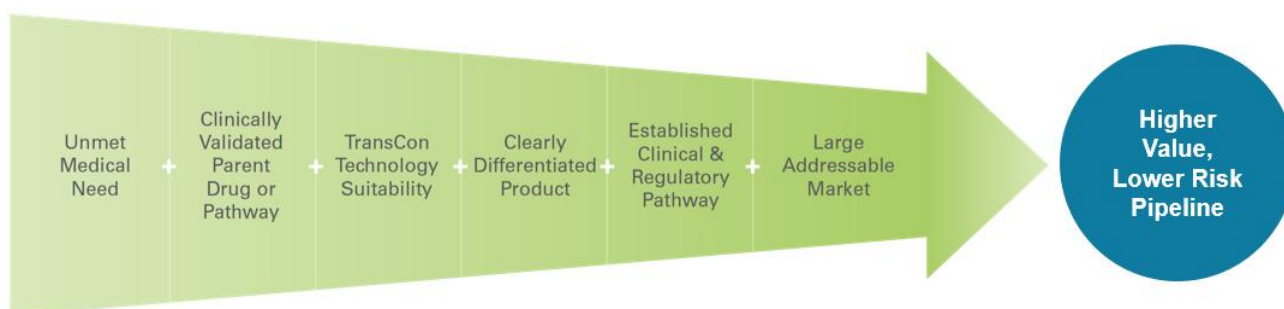 Unmet
Medical
Need
+
Clinically
Validated
Parent
Drug or
Pathway
+
TransCon
Technology
Suitability
+
Clearly
Differentiated
Product
+
Established
Clinical &
Regulatory
Pathway
+
Large
Addressable
Market
Higher
Value,
Lower Risk
Pipeline